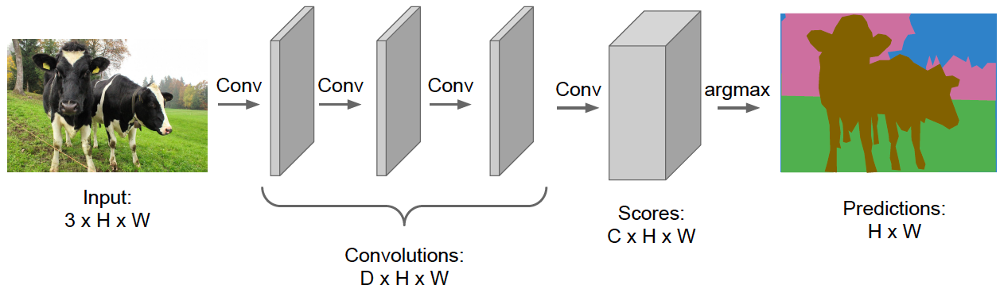 Conv
Conv
Conv
Conv
argmax
Input:
3 x H x W
Convolutions:
D x H x W
Scores:
C x H x W
Predictions:
H x W